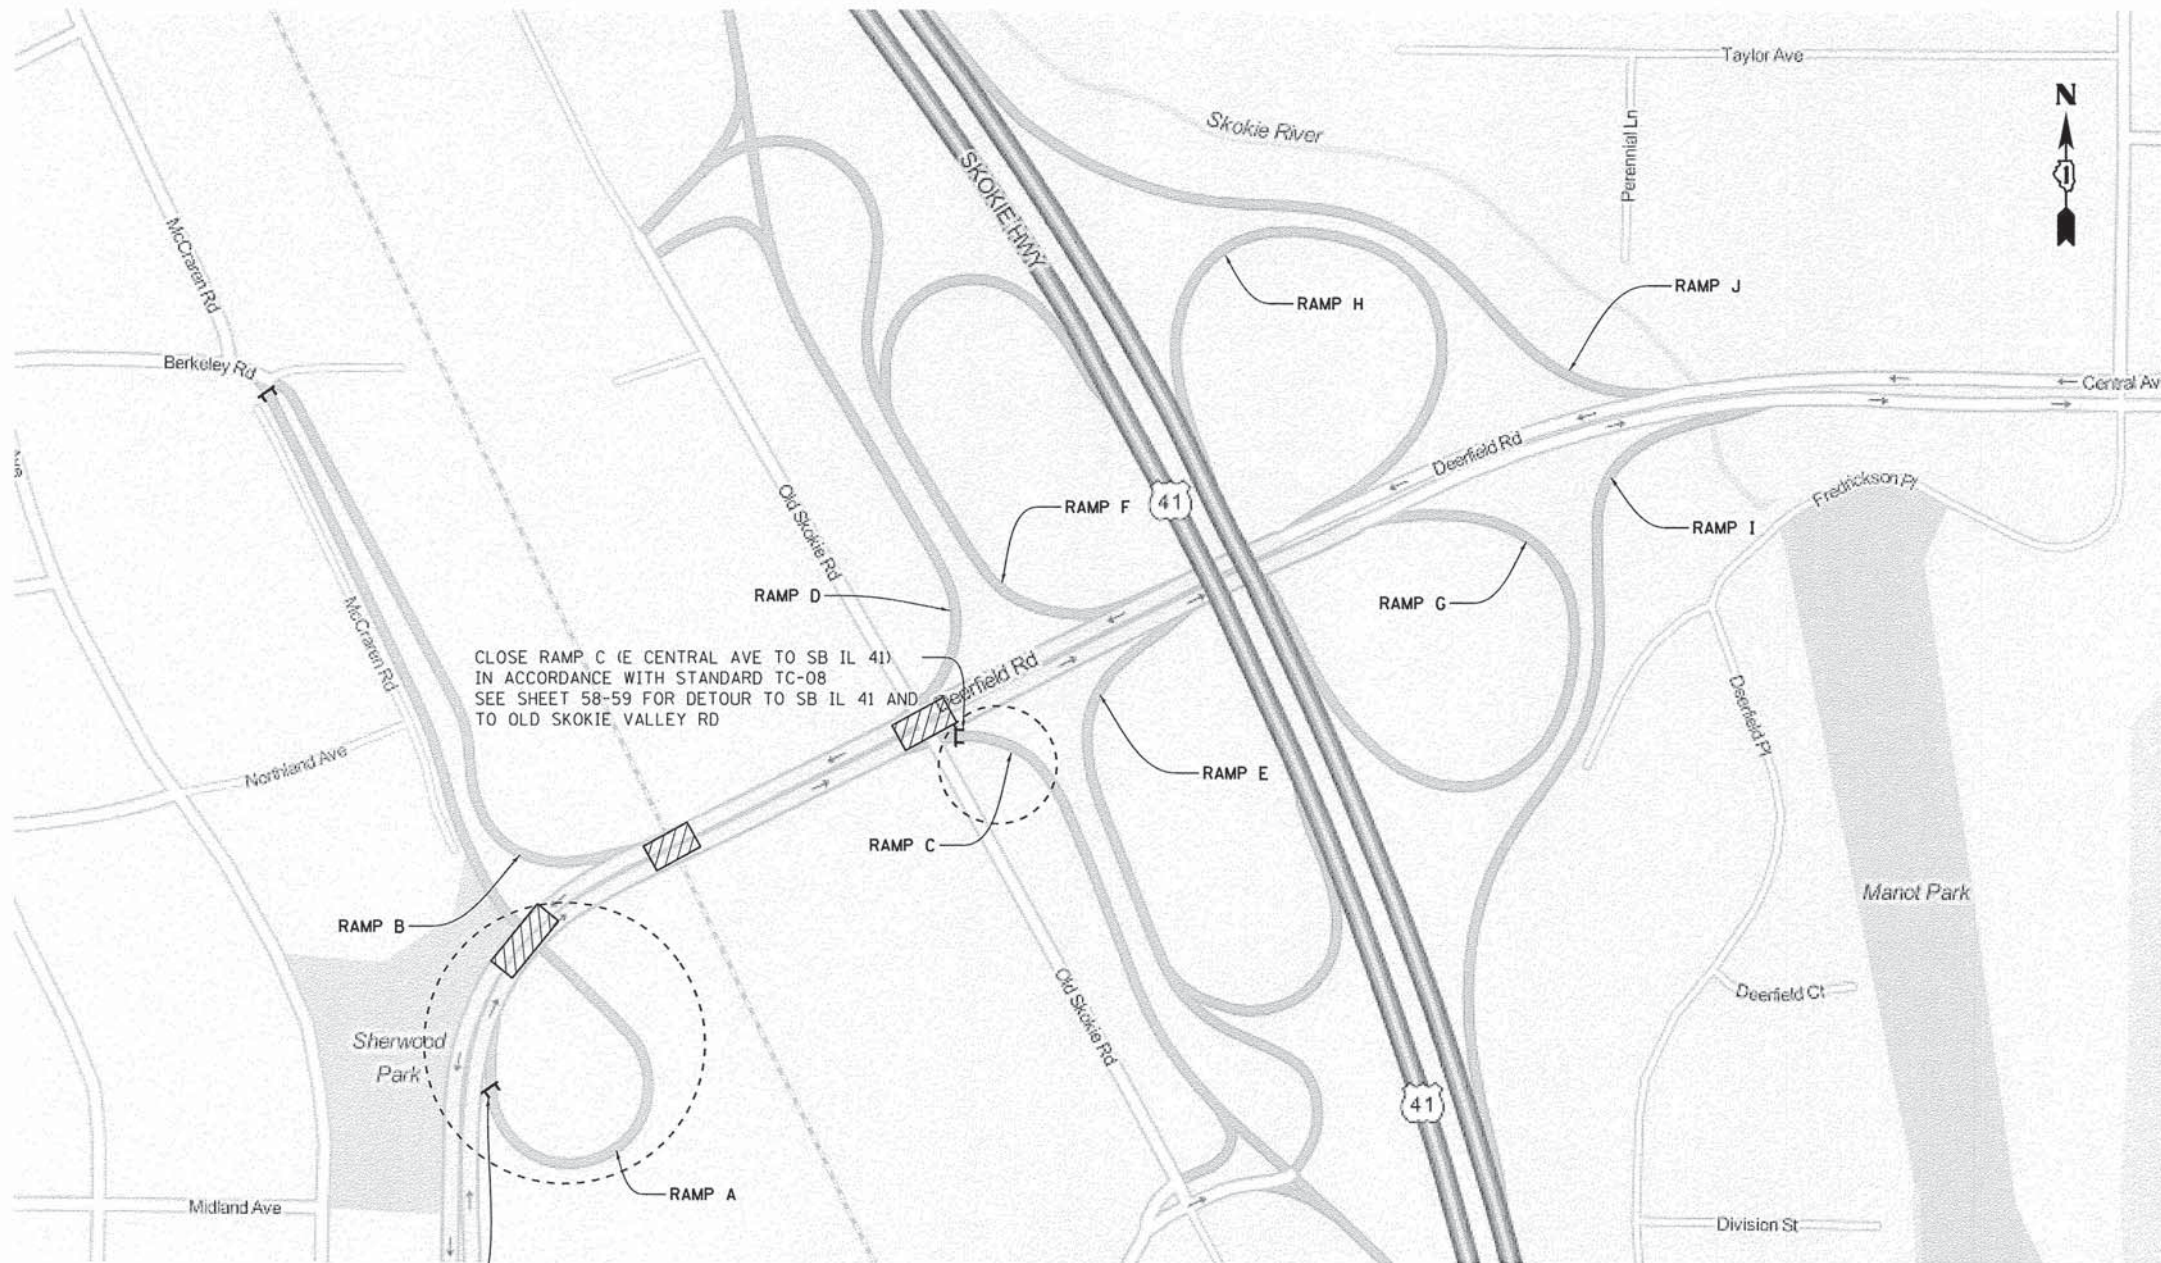 Taylor Ave
N
Skokie River
Perennial Ln
SKOKIE HWY
McCraren Rd
RAMP J
RAMP H
Berkeley Rd
Central Av
Deerfield Rd
Fredrickson Pl
41
RAMP F
Old Skokie Rd
RAMP I
RAMP D
RAMP G
McCraren Rd
CLOSE RAMP C (E CENTRAL AVE TO SB IL 41)
IN ACCORDANCE WITH STANDARD TC-08
SEE SHEET 58-59 FOR DETOUR TO SB IL 41 AND
TO OLD SKOKIE VALLEY RD
Deerfield Rd
Deerfield Pl
Northland Ave
RAMP E
RAMP C
Manot Park
RAMP B
Deerfield Ct
Old Skokie Rd
Sherwood
Park
41
RAMP A
Midland Ave
Division St